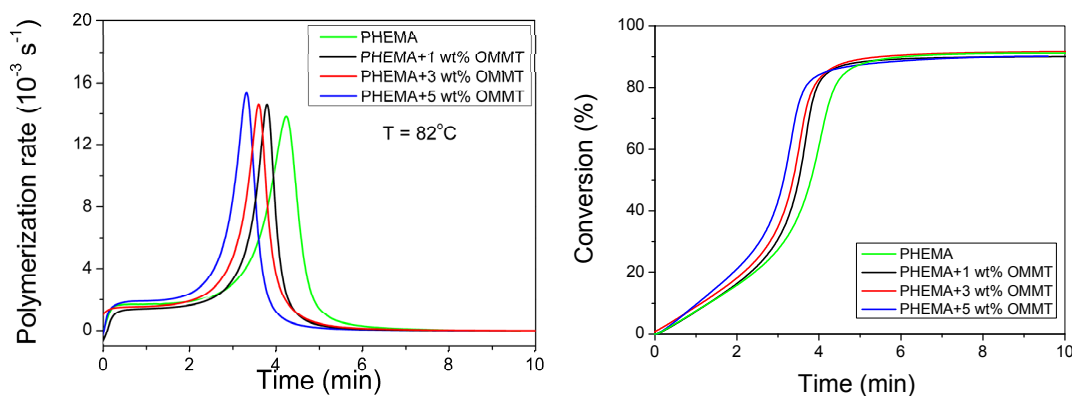 Polymerization rate (10⁻³ s⁻¹)
20
16
12
8
4
0
PHEMA
PHEMA+1 wt% OMMT
PHEMA+3 wt% OMMT
PHEMA+5 wt% OMMT
T = 82°C
0 2 4 6 8 10
Time (min)
Conversion (%)
100
80
60
40
20
0
PHEMA
PHEMA+1 wt% OMMT
PHEMA+3 wt% OMMT
PHEMA+5 wt% OMMT
0 2 4 6 8 10
Time (min)